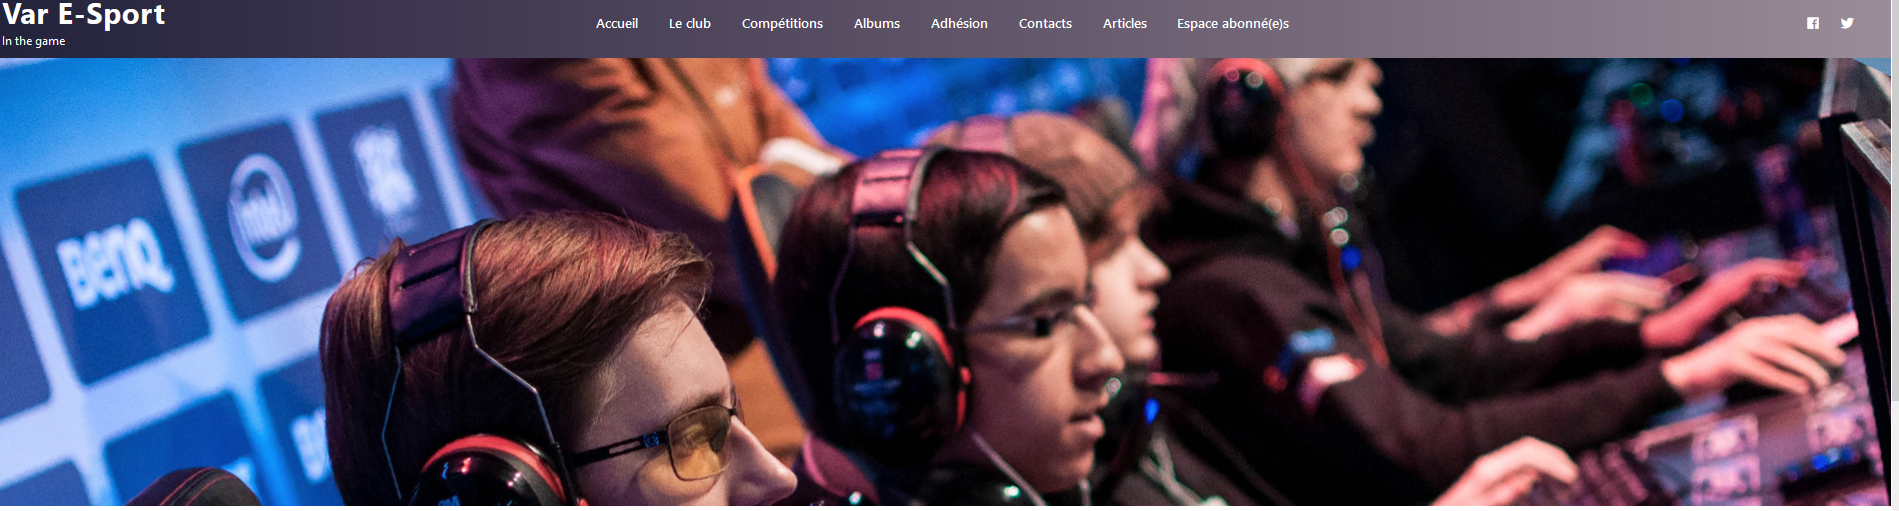 Var E-Sport
In the game
Accueil Le club Compétitions Albums Adhésion Contacts Articles Espace abonné(e)s
BenQ
intel